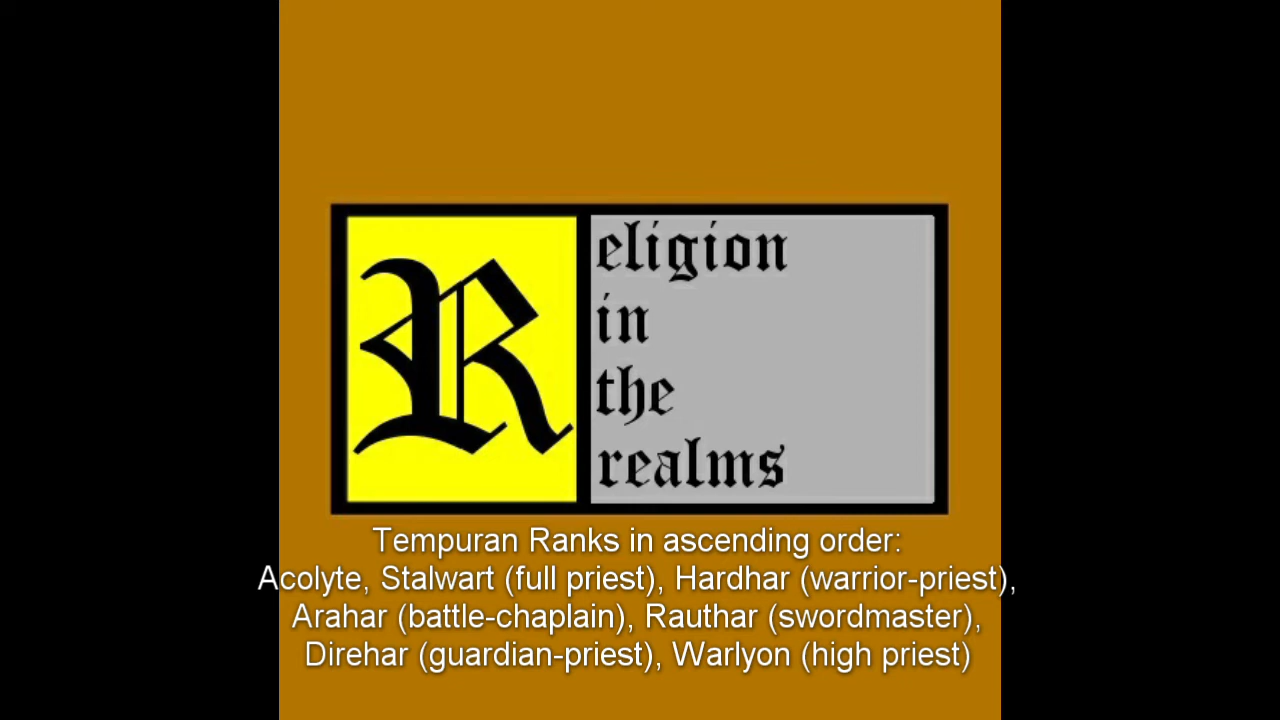 Religion
in
the
realms
Tempuran Ranks in ascending order:
Acolyte, Stalwart (full priest), Hardhar (warrior-priest),
Arahar (battle-chaplain), Rauthar (swordmaster),
Direhar (guardian-priest), Warlyon (high priest)